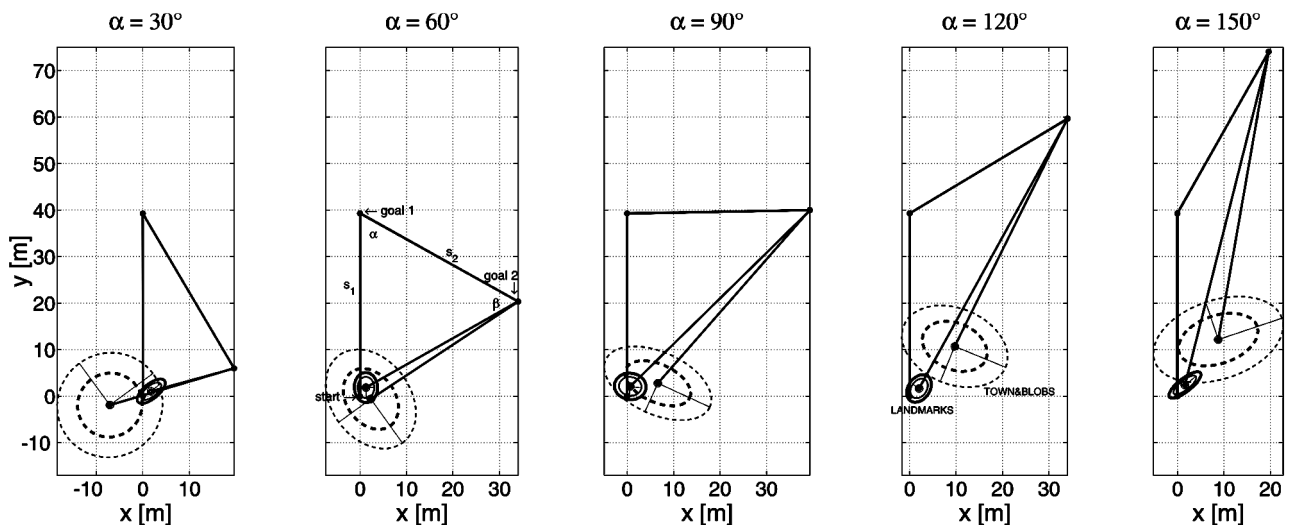 α = 30°
α = 60°
α = 90°
α = 120°
α = 150°
70
60
50
40
30
20
10
0
-10
y [m]
← goal 1
α
s2
goal 2
↓
s1
β
start
LANDMARKS
TOWN&BLOBS
-10 0 10
0 10 20 30
0 10 20 30
0 10 20 30
0 10 20
x [m]
x [m]
x [m]
x [m]
x [m]